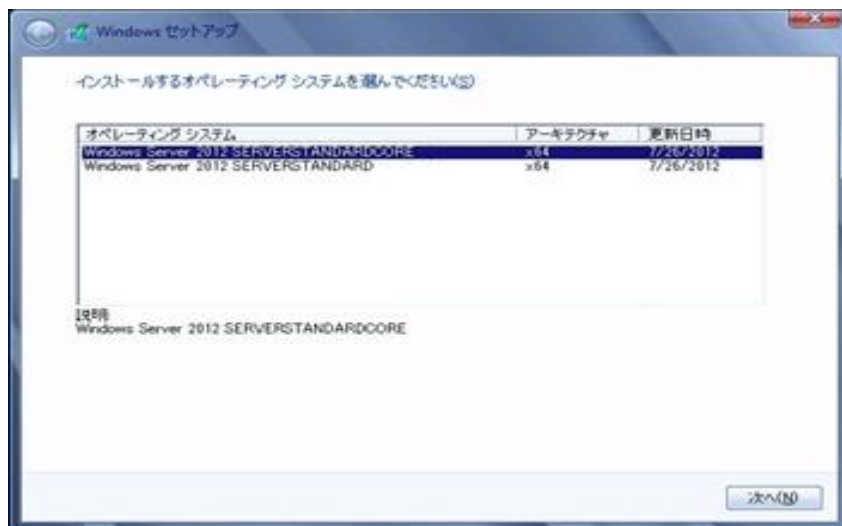 Windows セットアップ
インストールするオペレーティング システムを選んでください(S)
オペレーティング システム アーキテクチャ 更新日時
Windows Server 2012 SERVERSTANDARDCORE x64 7/26/2012
Windows Server 2012 SERVERSTANDARD x64 7/26/2012
説明
Windows Server 2012 SERVERSTANDARDCORE
次へ(N)